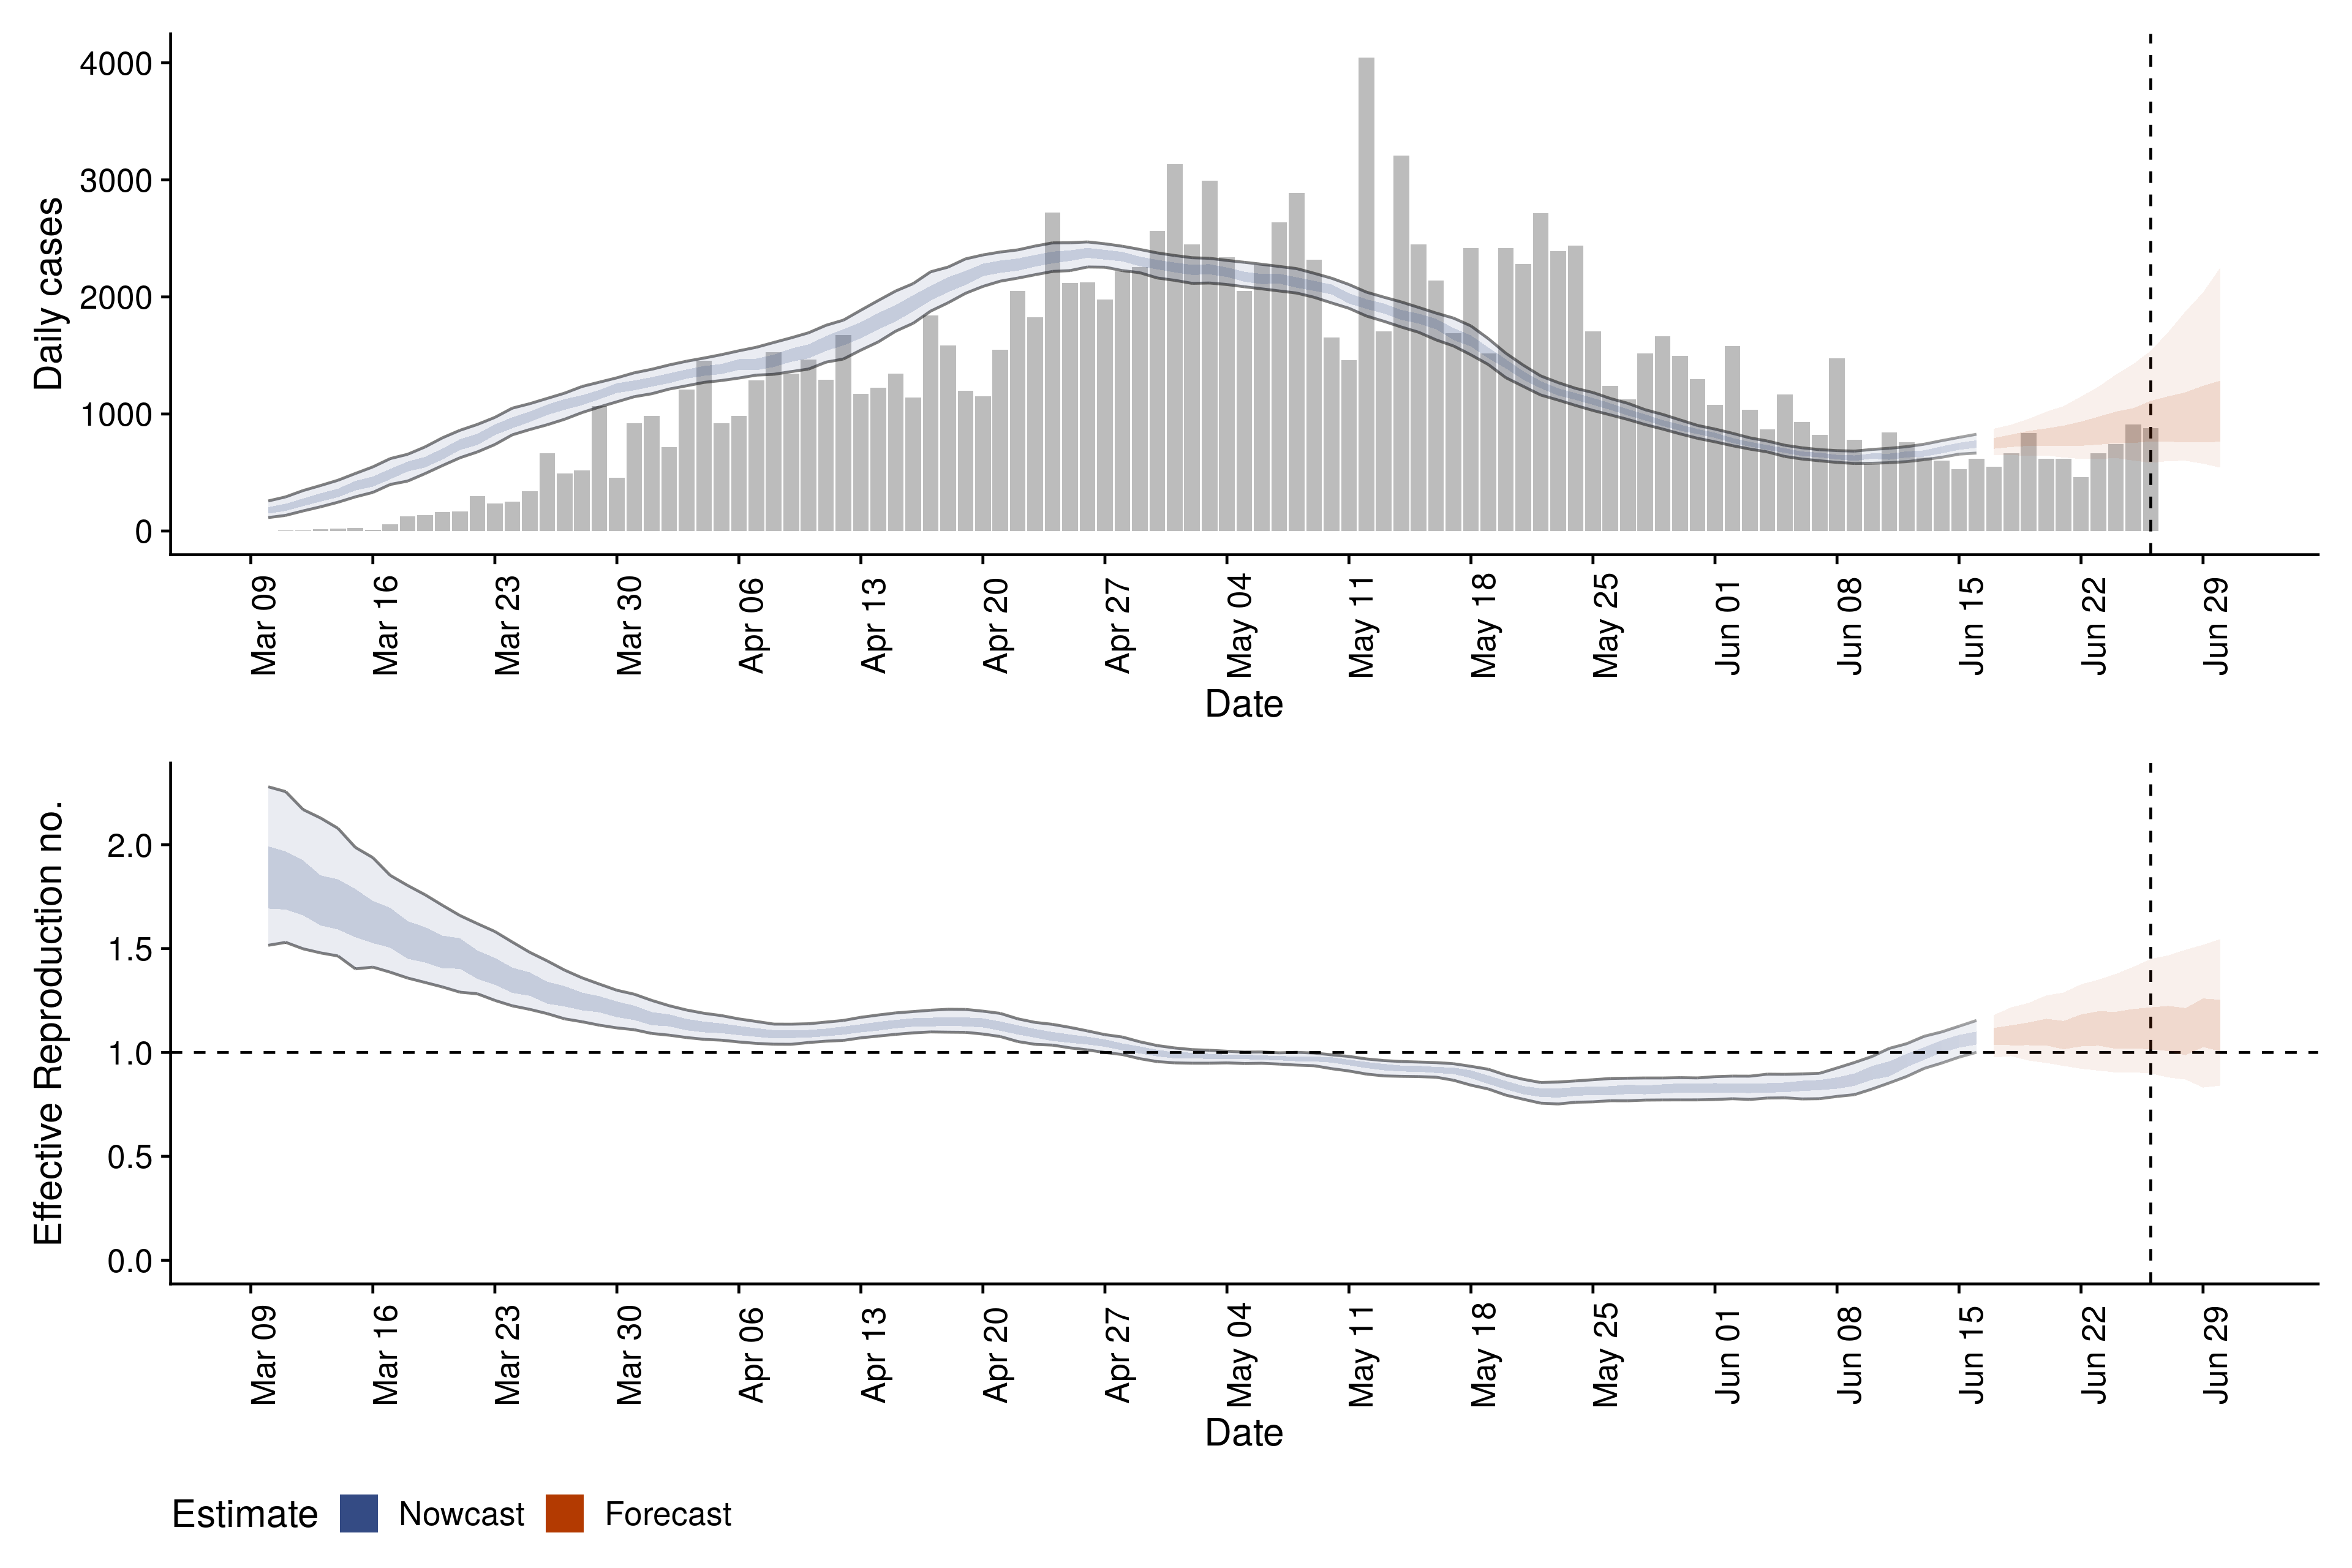 Daily cases
4000
3000
2000
1000
0
Mar 09
Mar 16
Mar 23
Mar 30
Apr 06
Apr 13
Apr 20
Apr 27
May 04
May 11
May 18
May 25
Jun 01
Jun 08
Jun 15
Jun 22
Jun 29
Date
Effective Reproduction no.
2.0
1.5
1.0
0.5
0.0
Mar 09
Mar 16
Mar 23
Mar 30
Apr 06
Apr 13
Apr 20
Apr 27
May 04
May 11
May 18
May 25
Jun 01
Jun 08
Jun 15
Jun 22
Jun 29
Date
Estimate Nowcast Forecast